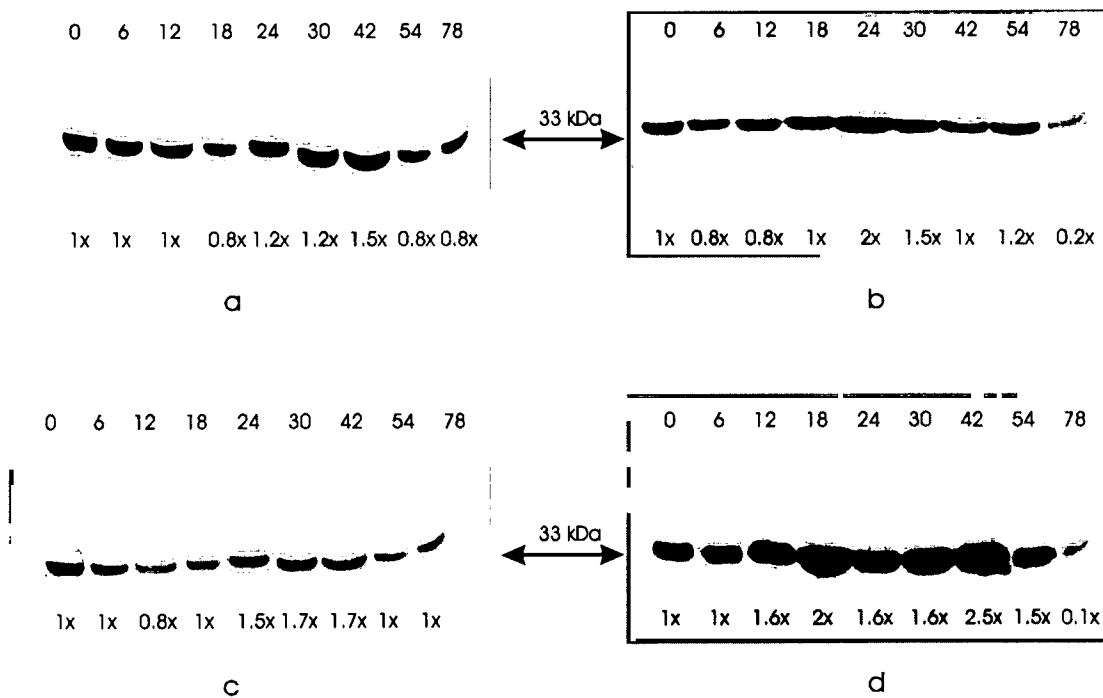 0 6 12 18 24 30 42 54 78
1x 1x 1x 0.8x 1.2x 1.2x 1.5x 0.8x 0.8x
a
33 kDa
0 6 12 18 24 30 42 54 78
1x 0.8x 0.8x 1x 2x 1.5x 1x 1.2x 0.2x
b
0 6 12 18 24 30 42 54 78
1x 1x 0.8x 1x 1.5x 1.7x 1.7x 1x 1x
c
33 kDa
0 6 12 18 24 30 42 54 78
1x 1x 1.6x 2x 1.6x 1.6x 2.5x 1.5x 0.1x
d